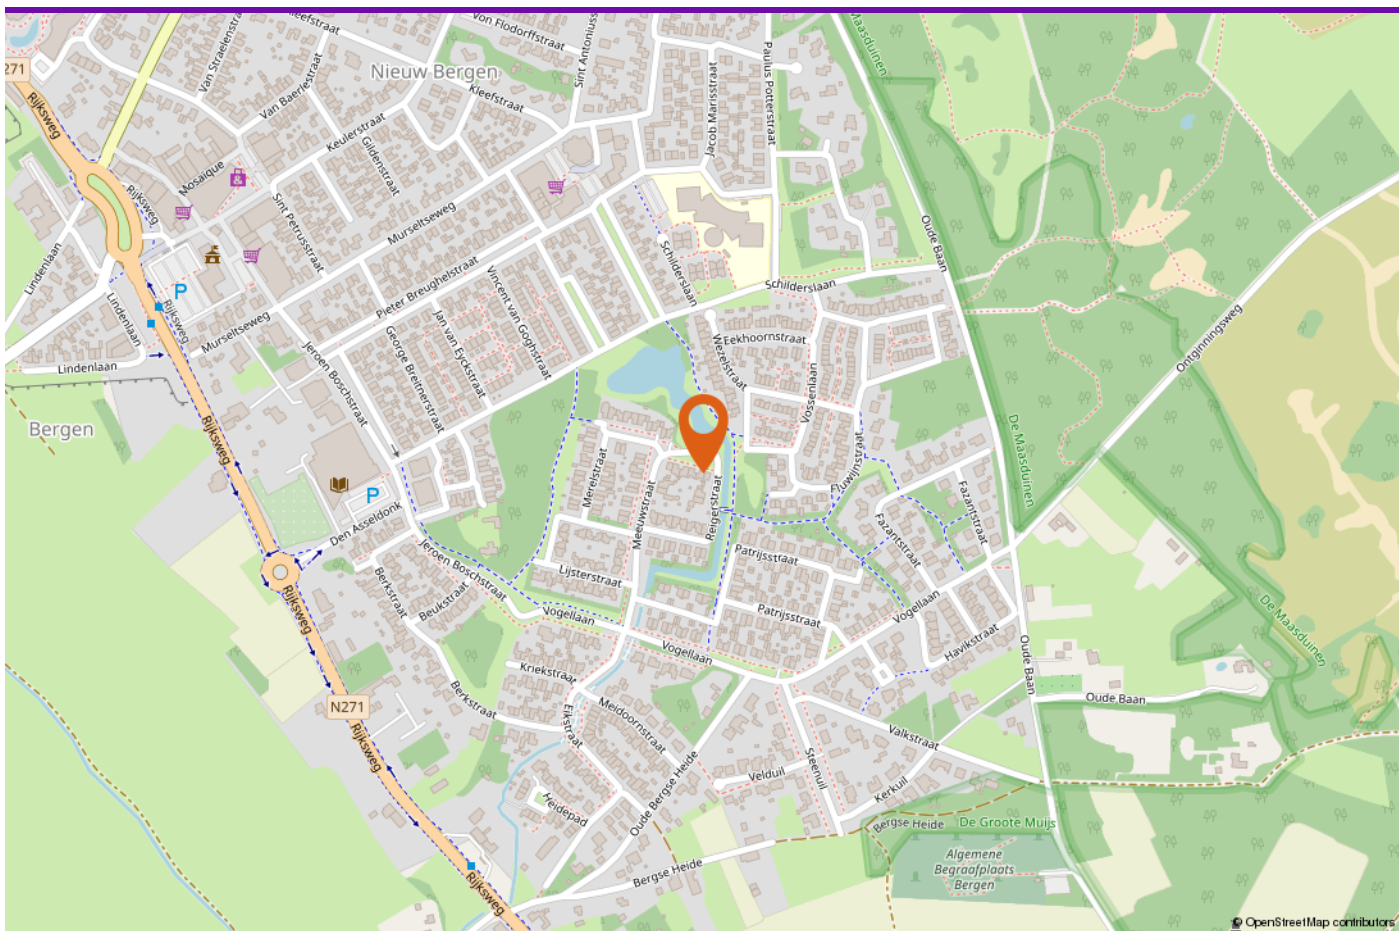 Kleefstraat
Von Flodorffstraat
Sint Antoniuss
Maasduinen
271
Van Straelenstra
Nieuw Bergen
Paulus Potterstraat
Jacob Marisstraat
Van Baerlestraat
Kleefstraat
Rijksweg
Keulerstraat
Gildenstraat
Mosaique
Rijksweg
Sint Petrusstraat
Murseltseweg
Oude Baan
Lindenlaan
Schilderslaan
Pieter Breughelstraat
Vincent van Goghstraat
Schilderslaan
P
Lindenlaan
Rijksweg
Murseltseweg
Jan van Eyckstraat
George Breitnerstraat
Jeroen Boschstraat
Eekhoornstraat
Wezelstraat
Ontginningsweg
Lindenlaan
Vossenlaan
Bergen
Rijksweg
De Maasduinen
Merelstraat
Fluwijnstraat
P
Meeuwstraat
Reigerstraat
Fazantstraat
Den Asseldonk
Fazantstraat
Patrijsstraat
Jeroen Boschstraat
Lijsterstraat
Berkstraat
Beukstraat
Rijksweg
Vogellaan
Patrijsstraat
Vogellaan
De Maasduinen
Havikstraat
Vogellaan
Oude Baan
Kriekstraat
Berkstraat
Meidoornstraat
Oude Baan
N271
Eikstraat
Valkstraat
Rijksweg
Steenuil
Velduil
Kerkuil
Oude Bergse Heide
Heidepad
Bergse Heide
De Groote Muijs
Algemene
Begraafplaats
Bergen
Bergse Heide
Rijksweg
OpenStreetMap contributors